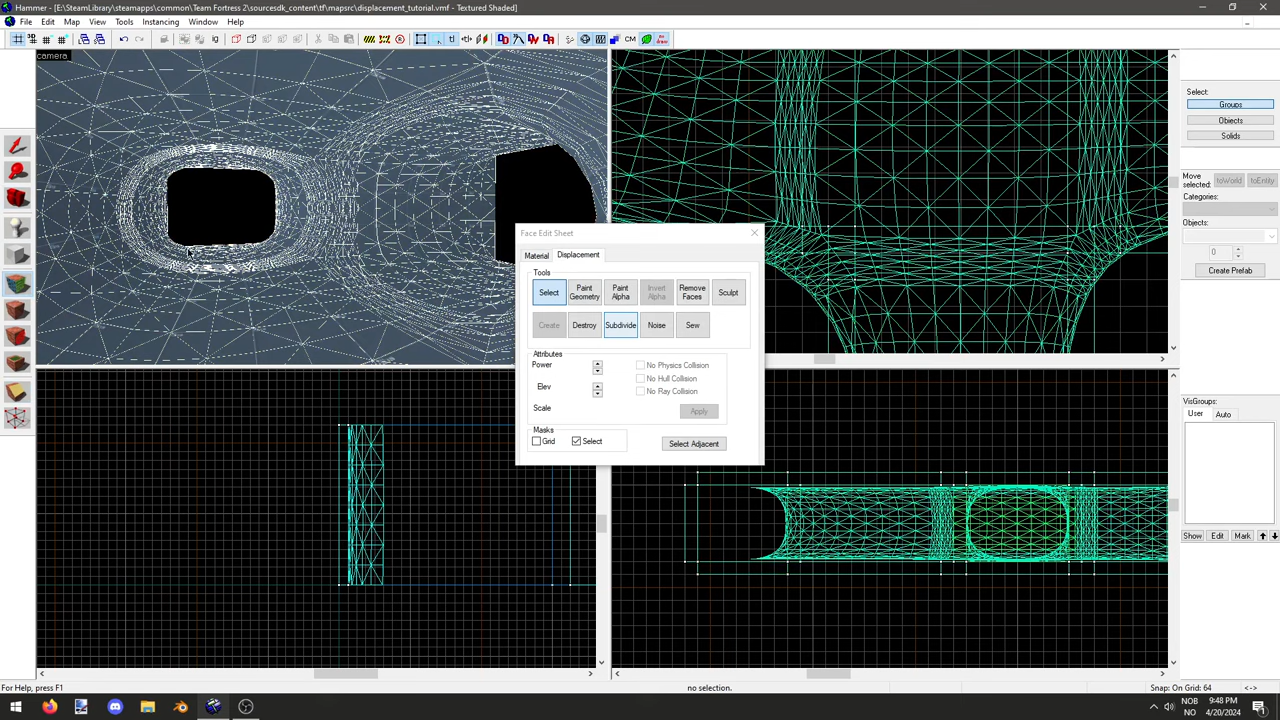 Hammer - [E:\SteamLibrary\steamapps\common\Team Fortress 2\sourcesdk_content\tf\mapsrc\displacement_tutorial.vmf - Textured Shaded]
File Edit Map View Tools Instancing Window Help
camera
Face Edit Sheet
Material Displacement
Tools
Select Paint Geometry Paint Alpha Invert Alpha Remove Faces Sculpt
Create Destroy Subdivide Noise Sew
Attributes
Power No Physics Collision
No Hull Collision
Elev No Ray Collision
Scale Apply
Masks
Grid Select Select Adjacent
Select:
Groups
Objects
Solids
Move selected: toWorld toEntity
Categories:
Objects:
0
Create Prefab
VisGroups:
User Auto
Show Edit Mark
For Help, press F1 no selection. Snap: On Grid: 64 <->
NOB
NO
9:48 PM
4/20/2024